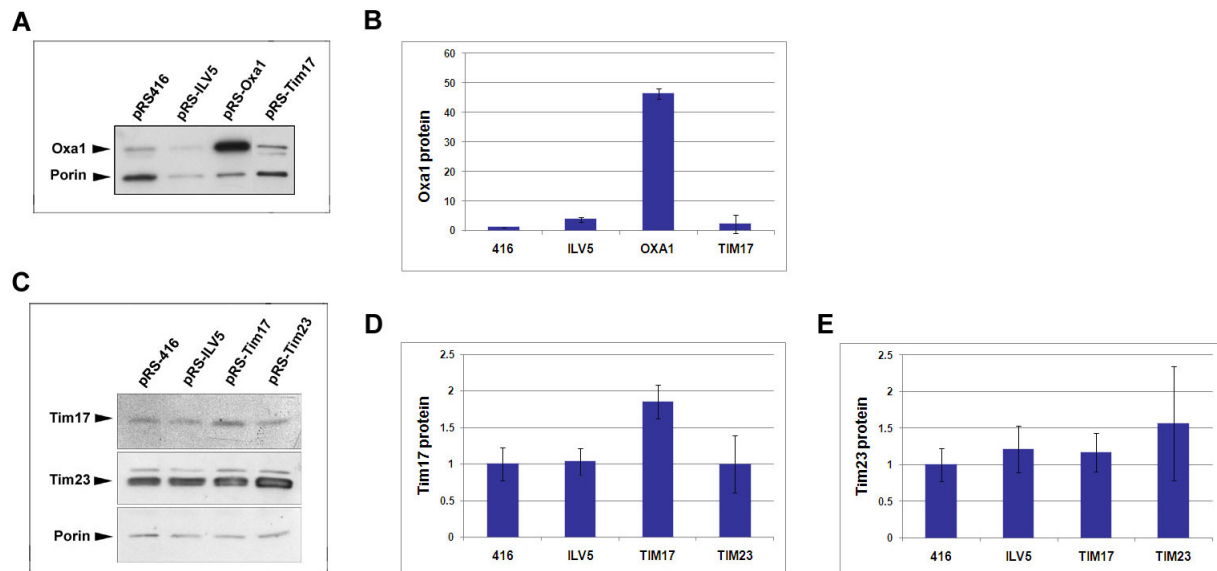 A
pRS416
pRS-ILV5
pRS-Oxa1
pRS-Tim17
Oxa1
Porin
B
Oxa1 protein
60
50
40
30
20
10
0
416 ILV5 OXA1 TIM17
C
pRS-416
pRS-ILV5
pRS-Tim17
pRS-Tim23
Tim17
Tim23
Porin
D
Tim17 protein
2.5
2
1.5
1
0.5
0
416 ILV5 TIM17 TIM23
E
Tim23 protein
2.5
2
1.5
1
0.5
0
416 ILV5 TIM17 TIM23